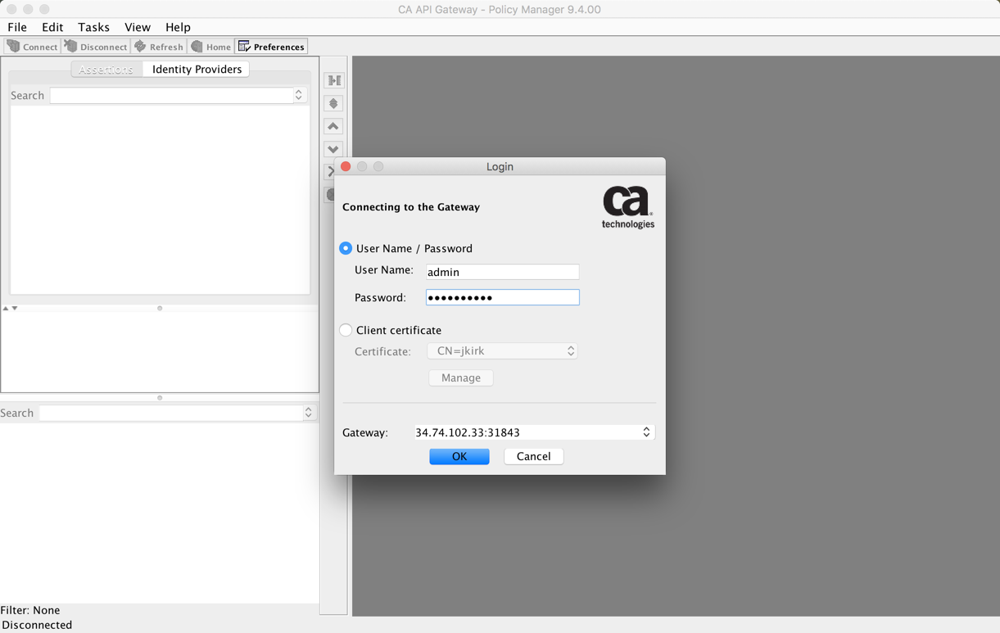 CA API Gateway - Policy Manager 9.4.00
File Edit Tasks View Help
Connect Disconnect Refresh Home Preferences
Assertions Identity Providers
Search
Login
Connecting to the Gateway
ca
technologies
User Name / Password
User Name: admin
Password: ●●●●●●●●●●
Client certificate
Certificate: CN=jkirk
Manage
Search
Gateway: 34.74.102.33:31843
OK Cancel
Filter: None
Disconnected